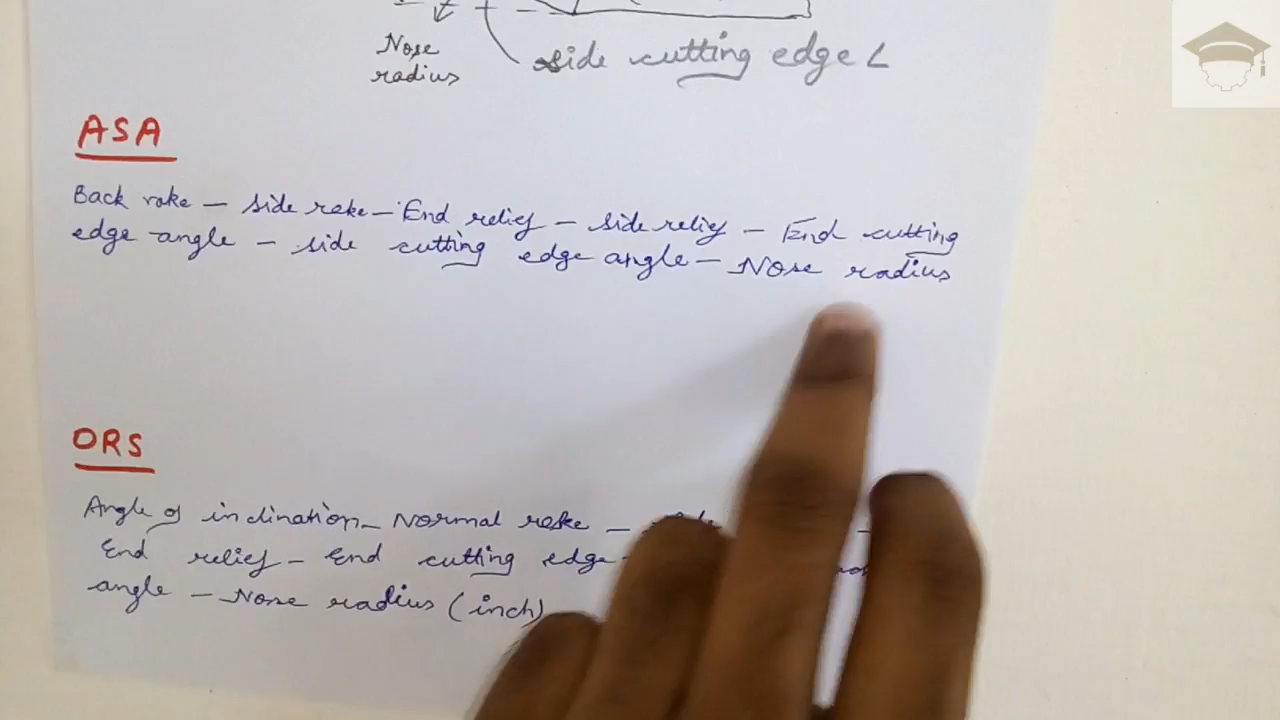 Nose
radius
side cutting edge ∠
ASA
Back rake - side rake - End relief - side relief - End cutting
edge angle - side cutting edge angle - Nose radius
ORS
Angle of inclination - Normal rake -
End relief - End cutting edge
angle - Nose radius (inch)